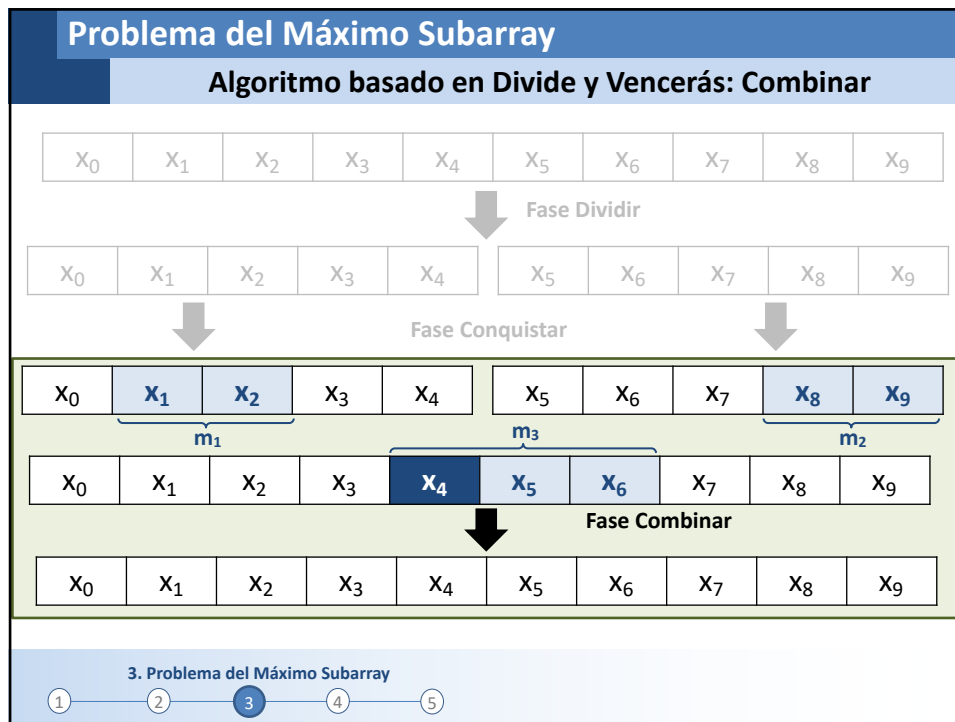 Problema del Máximo Subarray
Algoritmo basado en Divide y Vencerás: Combinar
x₀ x₁ x₂ x₃ x₄ x₅ x₆ x₇ x₈ x₉
Fase Dividir
x₀ x₁ x₂ x₃ x₄ x₅ x₆ x₇ x₈ x₉
Fase Conquistar
x₀ x₁ x₂ x₃ x₄ x₅ x₆ x₇ x₈ x₉
m₁ m₃ m₂
x₀ x₁ x₂ x₃ x₄ x₅ x₆ x₇ x₈ x₉
Fase Combinar
x₀ x₁ x₂ x₃ x₄ x₅ x₆ x₇ x₈ x₉
3. Problema del Máximo Subarray
1 2 3 4 5